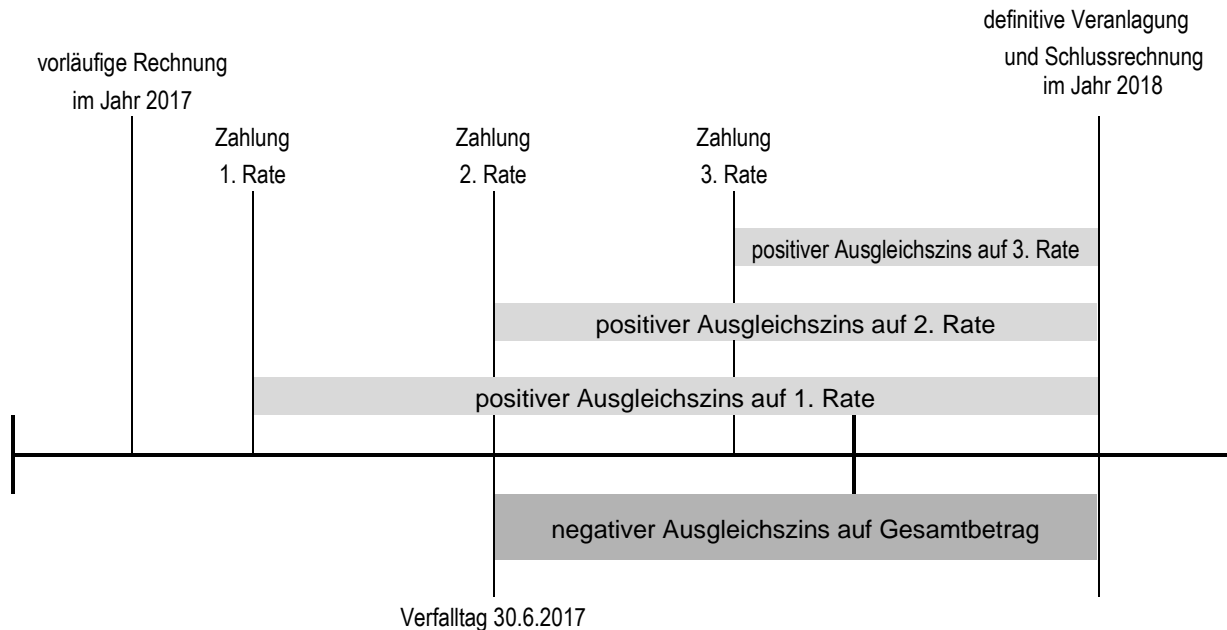 definitive Veranlagung
und Schlussrechnung
im Jahr 2018
vorläufige Rechnung
im Jahr 2017
Zahlung
1. Rate
Zahlung
2. Rate
Zahlung
3. Rate
positiver Ausgleichszins auf 3. Rate
positiver Ausgleichszins auf 2. Rate
positiver Ausgleichszins auf 1. Rate
negativer Ausgleichszins auf Gesamtbetrag
Verfalltag 30.6.2017